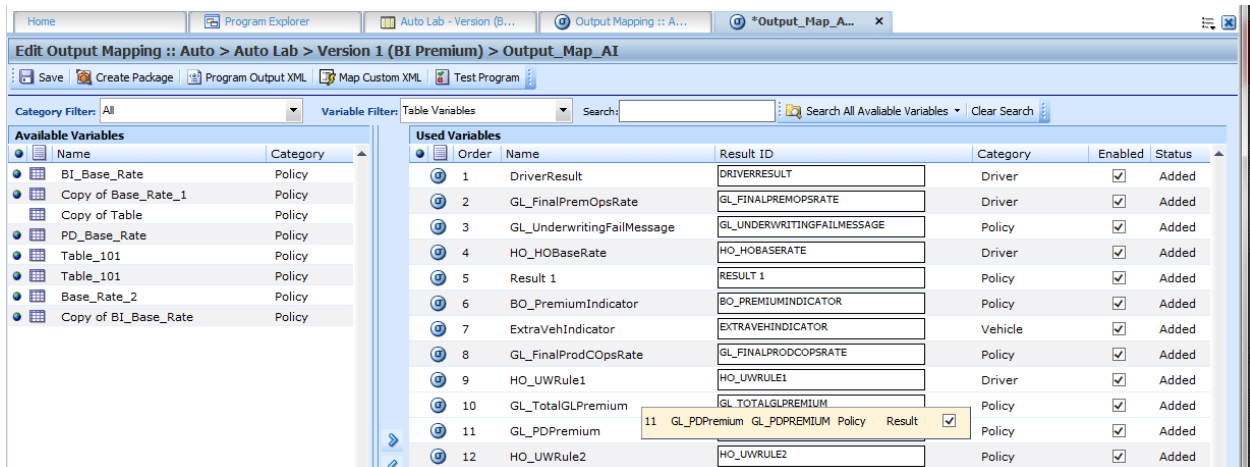 Home Program Explorer Auto Lab - Version (B... Output Mapping :: A... *Output_Map_A... x
Edit Output Mapping :: Auto > Auto Lab > Version 1 (BI Premium) > Output_Map_AI
Save Create Package Program Output XML Map Custom XML Test Program
Category Filter: All Variable Filter: Table Variables Search: Search All Avaliable Variables Clear Search
Available Variables
Name Category
BI_Base_Rate Policy
Copy of Base_Rate_1 Policy
Copy of Table Policy
PD_Base_Rate Policy
Table_101 Policy
Table_101 Policy
Base_Rate_2 Policy
Copy of BI_Base_Rate Policy
Used Variables
Order Name Result ID Category Enabled Status
1 DriverResult DRIVERRESULT Driver Added
2 GL_FinalPremOpsRate GL_FINALPREMOPSRATE Driver Added
3 GL_UnderwritingFailMessage GL_UNDERWRITINGFAILMESSAGE Policy Added
4 HO_HOBaseRate HO_HOBASERATE Driver Added
5 Result 1 RESULT 1 Policy Added
6 BO_PremiumIndicator BO_PREMIUMINDICATOR Policy Added
7 ExtraVehIndicator EXTRAVEHINDICATOR Vehicle Added
8 GL_FinalProdCOpsRate GL_FINALPRODCOPSRATE Policy Added
9 HO_UWRule1 HO_UWRULE1 Driver Added
10 GL_TotalGLPremium GL_TOTALGLPREMIUM Policy Added
11 GL_PDPremium GL_PDPREMIUM Policy Result
11 GL_PDPremium Policy Added
12 HO_UWRule2 HO_UWRULE2 Policy Added